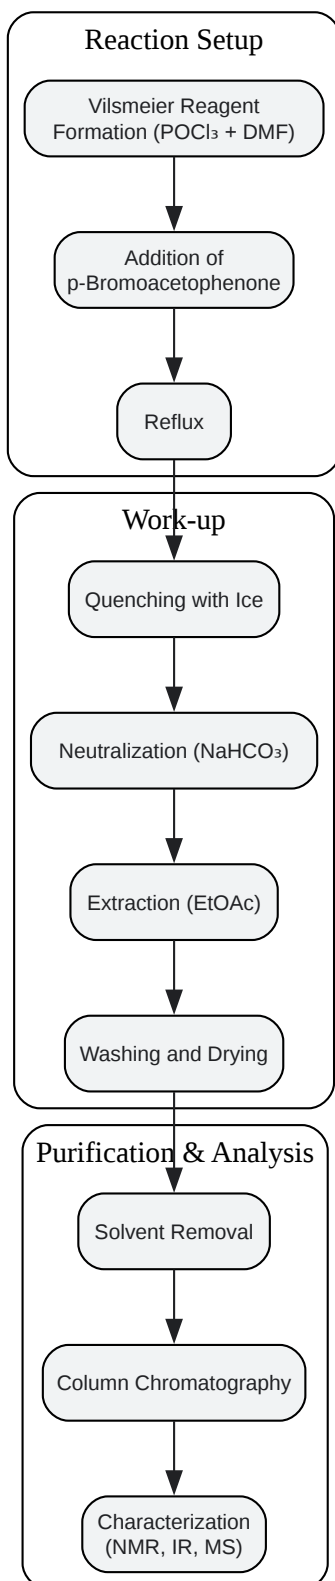 Reaction Setup
Vilsmeier Reagent
Formation (POCl₃ + DMF)
Addition of
p-Bromoacetophenone
Reflux
Work-up
Quenching with Ice
Neutralization (NaHCO₃)
Extraction (EtOAc)
Washing and Drying
Purification & Analysis
Solvent Removal
Column Chromatography
Characterization
(NMR, IR, MS)